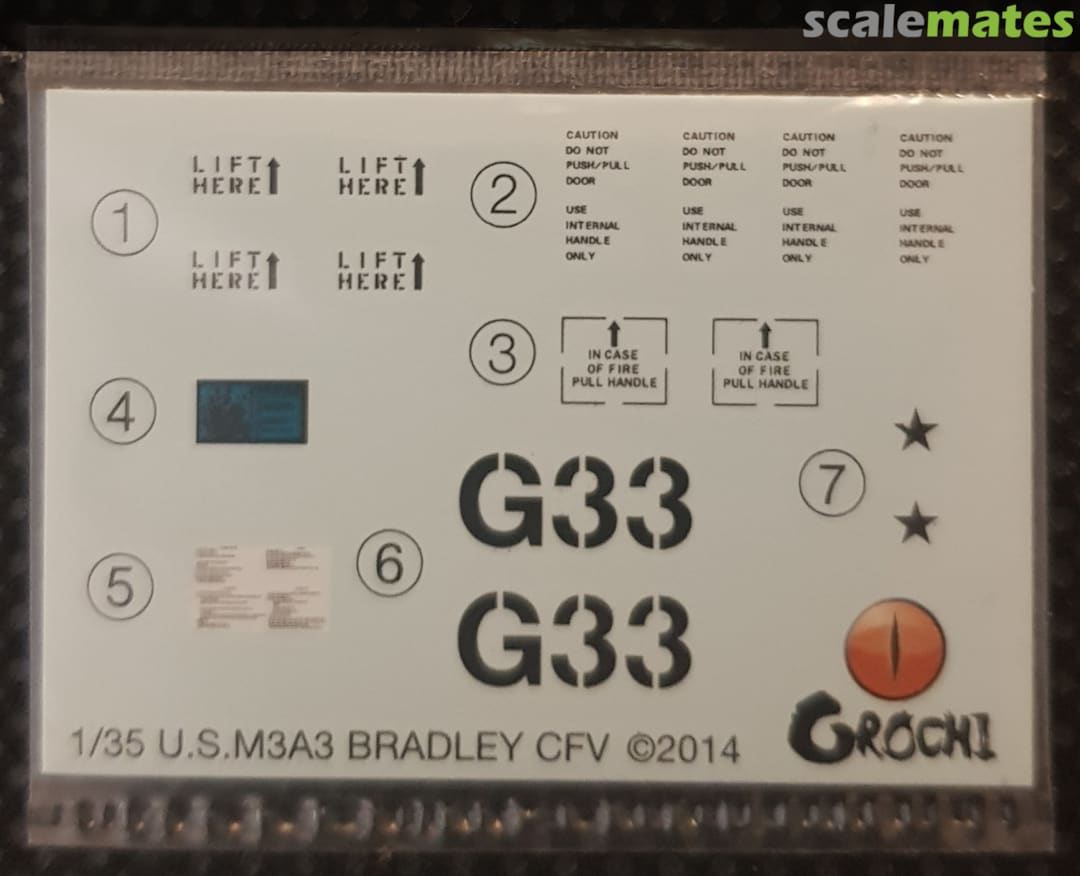 scalemates
LIFT HERE↑ LIFT HERE↑
1
LIFT HERE↑ LIFT HERE↑
2
CAUTION CAUTION CAUTION CAUTION
DO NOT DO NOT DO NOT DO NOT
PUSH/PULL PUSH/PULL PUSH/PULL PUSH/PULL
DOOR DOOR DOOR DOOR
USE USE USE USE
INTERNAL INTERNAL INTERNAL INTERNAL
HANDLE HANDLE HANDLE HANDLE
ONLY ONLY ONLY ONLY
3
IN CASE IN CASE
OF FIRE OF FIRE
PULL HANDLE PULL HANDLE
4
5
6
G33
G33
7
1/35 U.S.M3A3 BRADLEY CFV ©2014
OROCHI